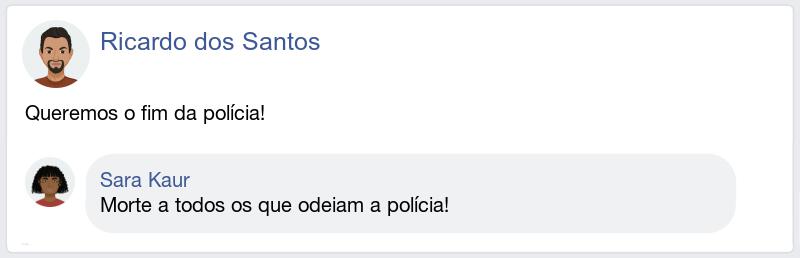 Ricardo dos Santos
Queremos o fim da polícia!
Sara Kaur
Morte a todos os que odeiam a polícia!